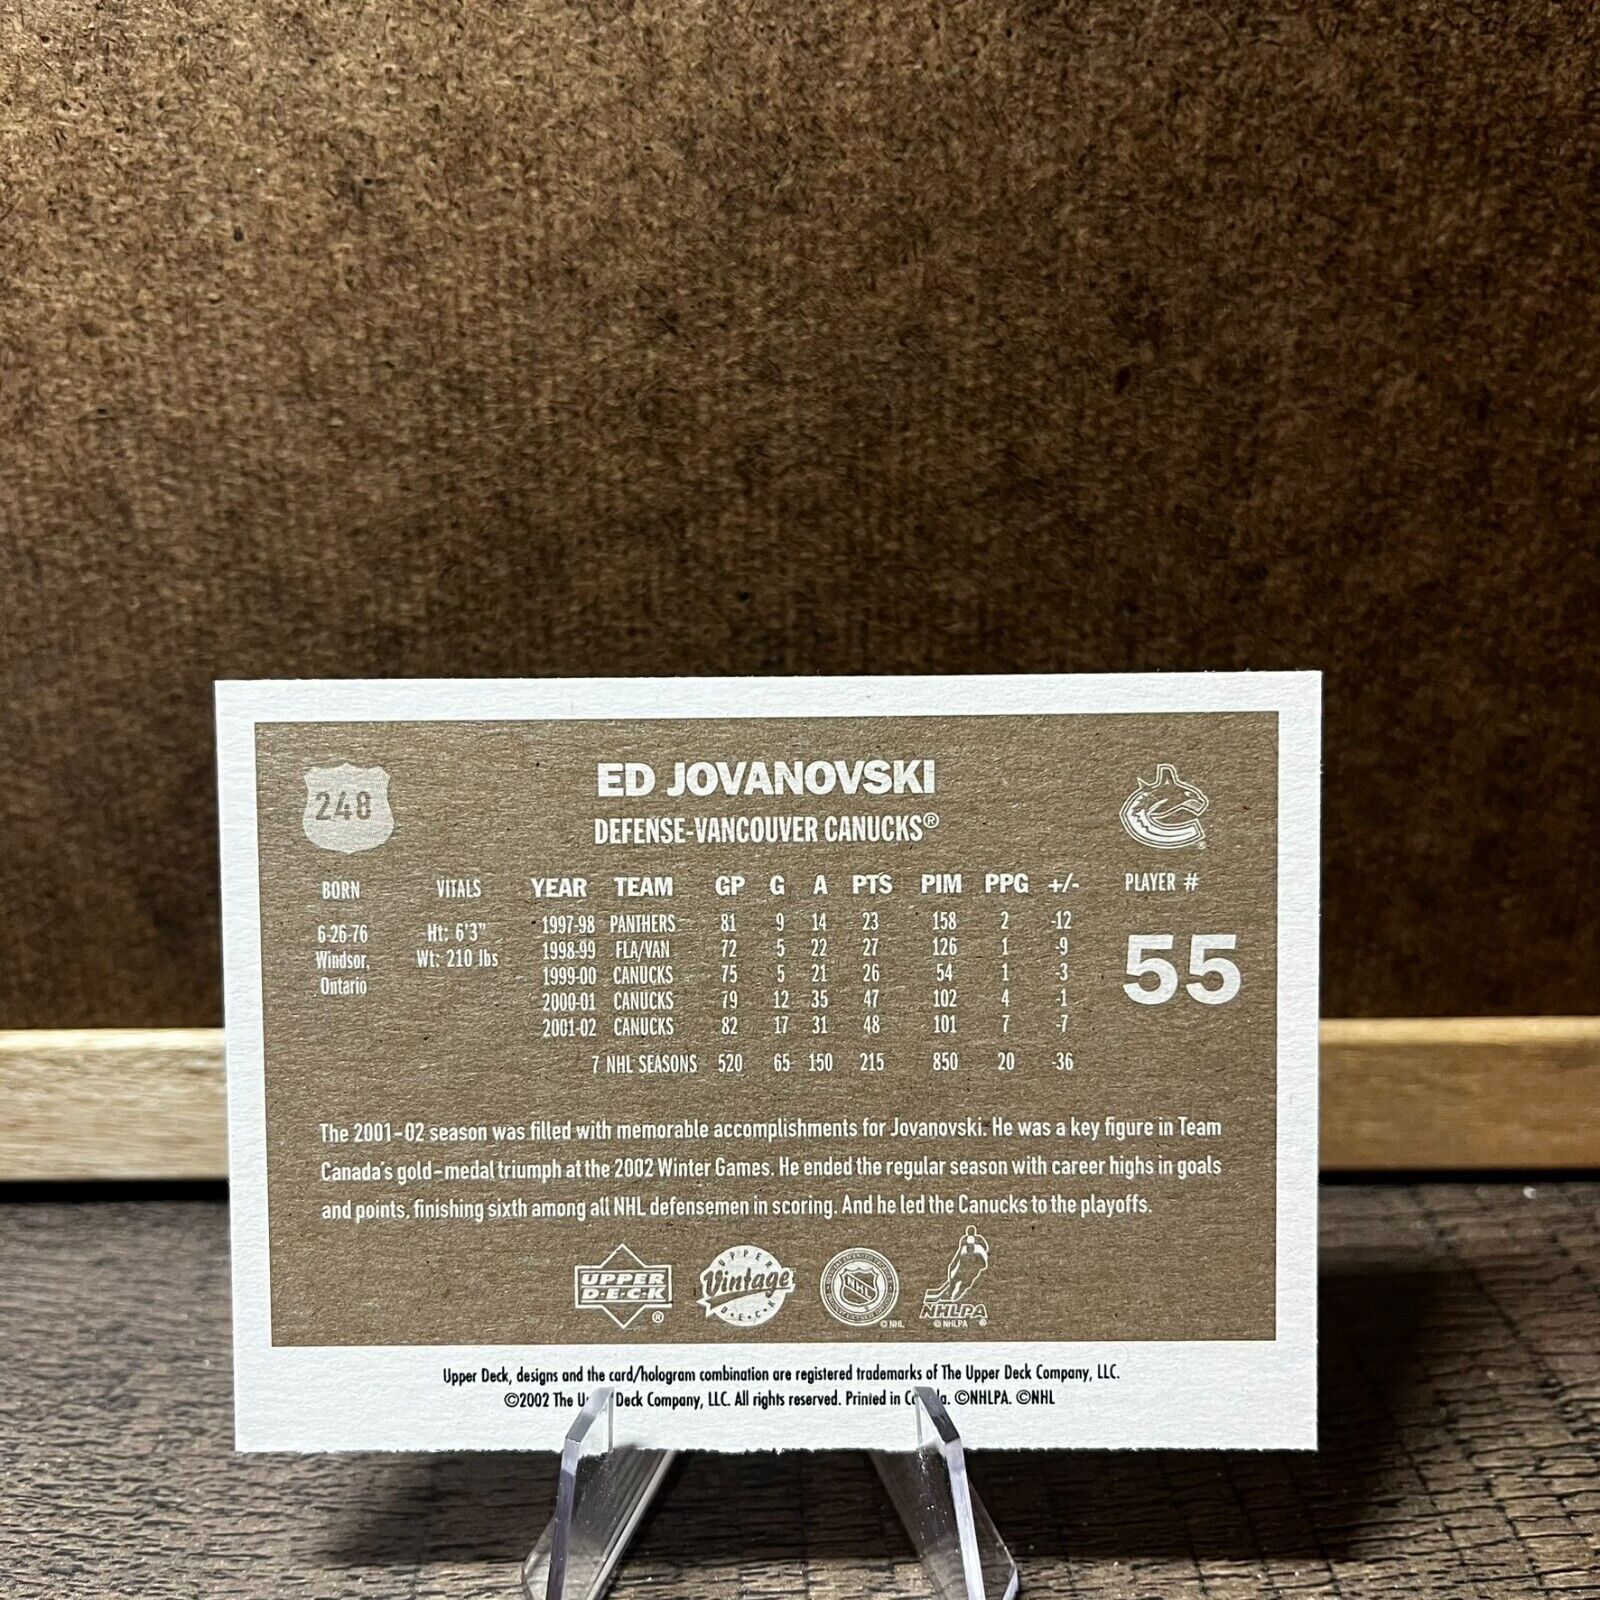 248
ED JOVANOVSKI
DEFENSE-VANCOUVER CANUCKS®
BORN VITALS YEAR TEAM GP G A PTS PIM PPG +/- PLAYER #
6-26-76
Windsor,
Ontario
Ht: 6'3"
Wt: 210 lbs
1997-98 PANTHERS 81 9 14 23 158 2 -12
1998-99 FLA/VAN 72 5 22 27 126 1 -9
1999-00 CANUCKS 75 5 21 26 54 1 -3
2000-01 CANUCKS 79 12 35 47 102 4 -1
2001-02 CANUCKS 82 17 31 48 101 7 -7
7 NHL SEASONS 520 65 150 215 850 20 -36
55
The 2001-02 season was filled with memorable accomplishments for Jovanovski. He was a key figure in Team
Canada's gold-medal triumph at the 2002 Winter Games. He ended the regular season with career highs in goals
and points, finishing sixth among all NHL defensemen in scoring. And he led the Canucks to the playoffs.
UPPER
D·E·C·K
®
UPPER
Vintage
D·E·C·K
NHL
© NHL
NHLPA
© NHLPA ®
Upper Deck, designs and the card/hologram combination are registered trademarks of The Upper Deck Company, LLC.
©2002 The Deck Company, LLC. All rights reserved. Printed in ©NHLPA. ©NHL